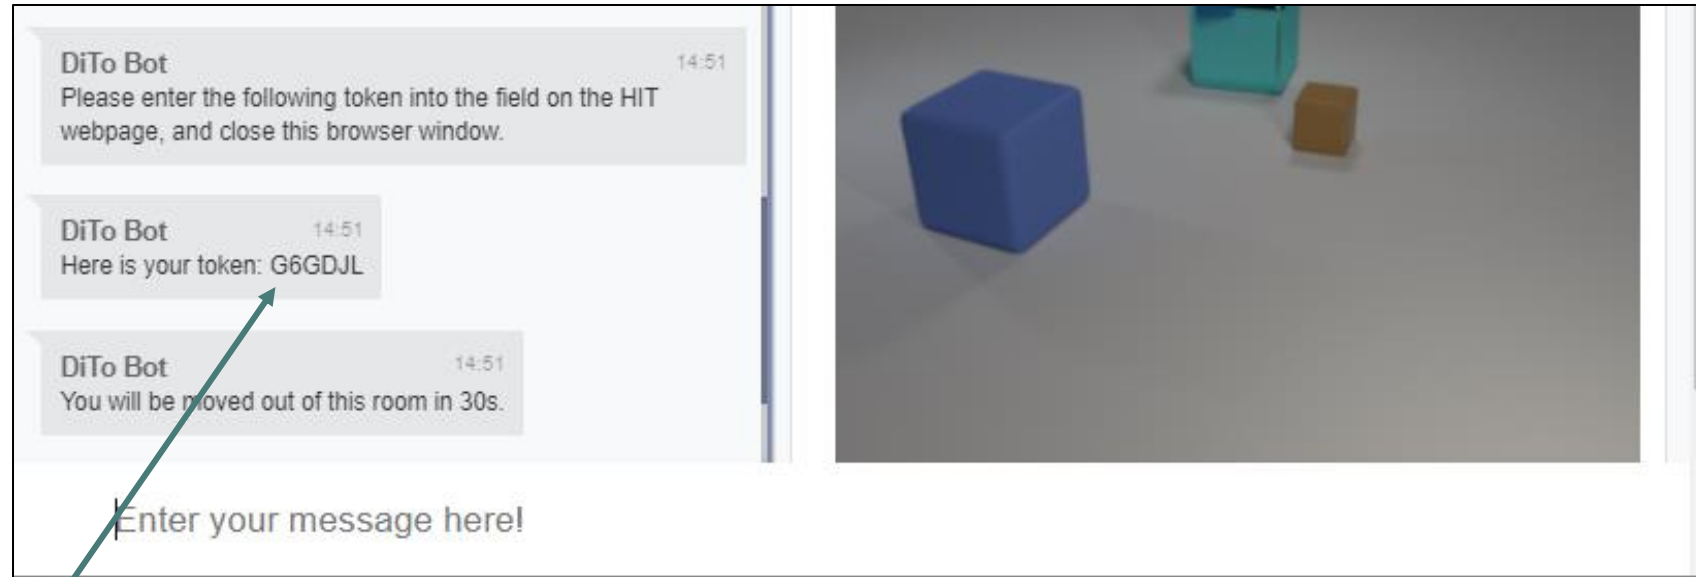 DiTo Bot 14:51
Please enter the following token into the field on the HIT
webpage, and close this browser window.
DiTo Bot 14:51
Here is your token: G6GDJL
DiTo Bot 14:51
You will be moved out of this room in 30s.
Enter your message here!